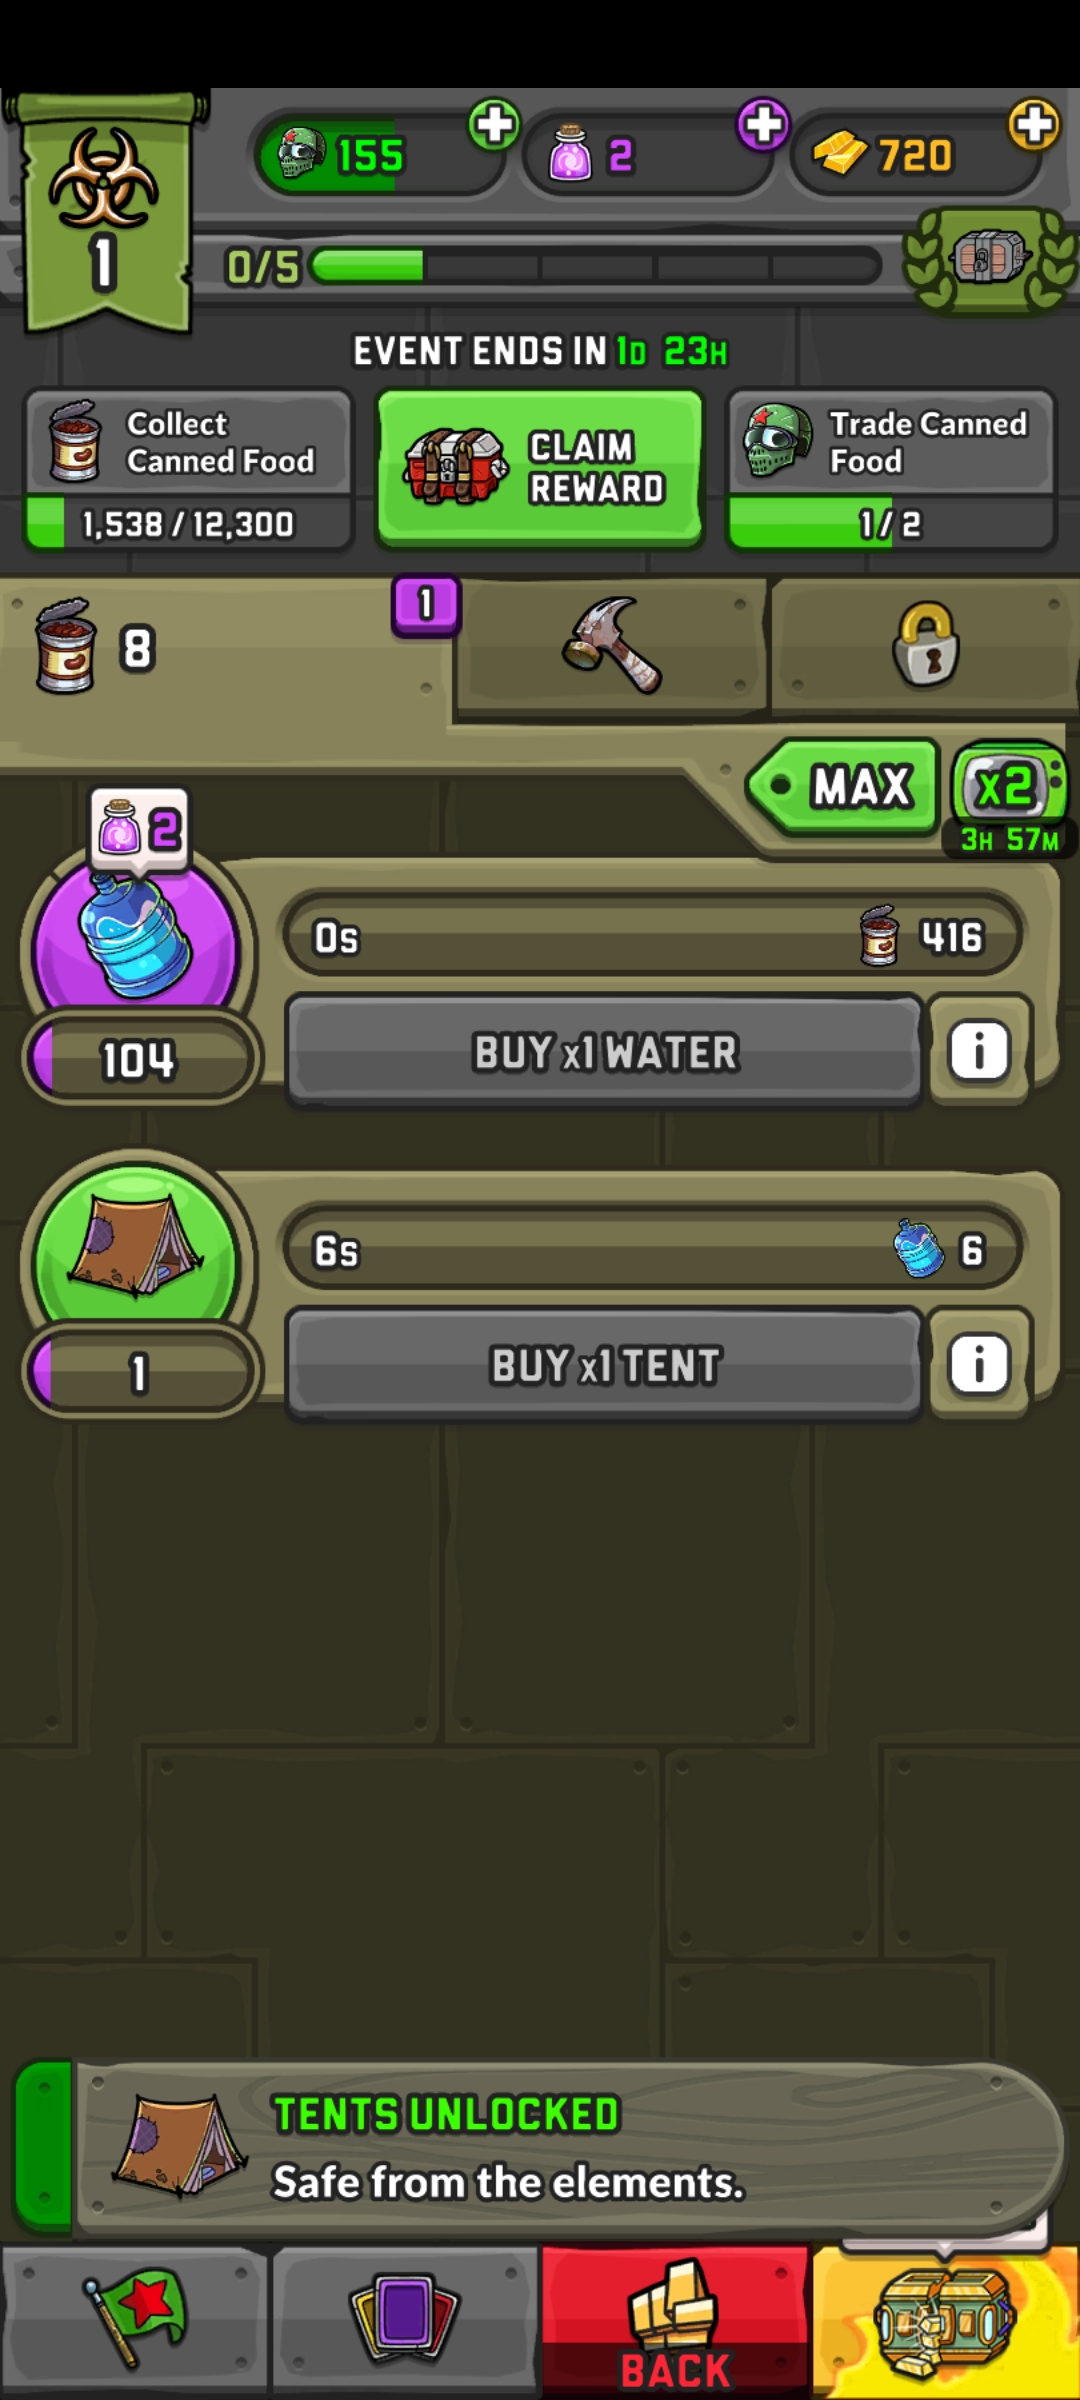 155
2
720
1
0/5
EVENT ENDS IN 1D 23H
Collect
Canned Food
1,538 / 12,300
CLAIM
REWARD
Trade Canned
Food
1 / 2
8
1
MAX
x2
3H 57M
2
0s
416
104
BUY x1 WATER
i
6s
6
1
BUY x1 TENT
i
TENTS UNLOCKED
Safe from the elements.
BACK